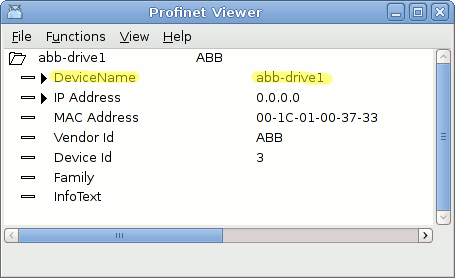 Profinet Viewer
File Functions View Help
abb-drive1 ABB
DeviceName abb-drive1
IP Address 0.0.0.0
MAC Address 00-1C-01-00-37-33
Vendor Id ABB
Device Id 3
Family
InfoText